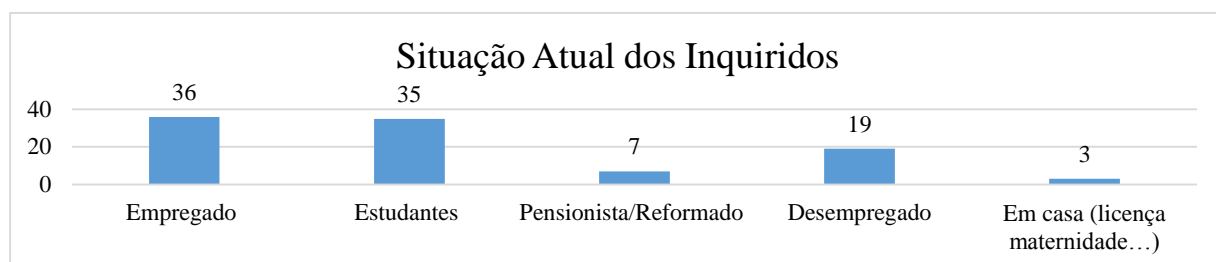 Situação Atual dos Inquiridos
36
35
7
19
3
40
20
0
Empregado
Estudantes
Pensionista/Reformado
Desempregado
Em casa (licença
maternidade…)